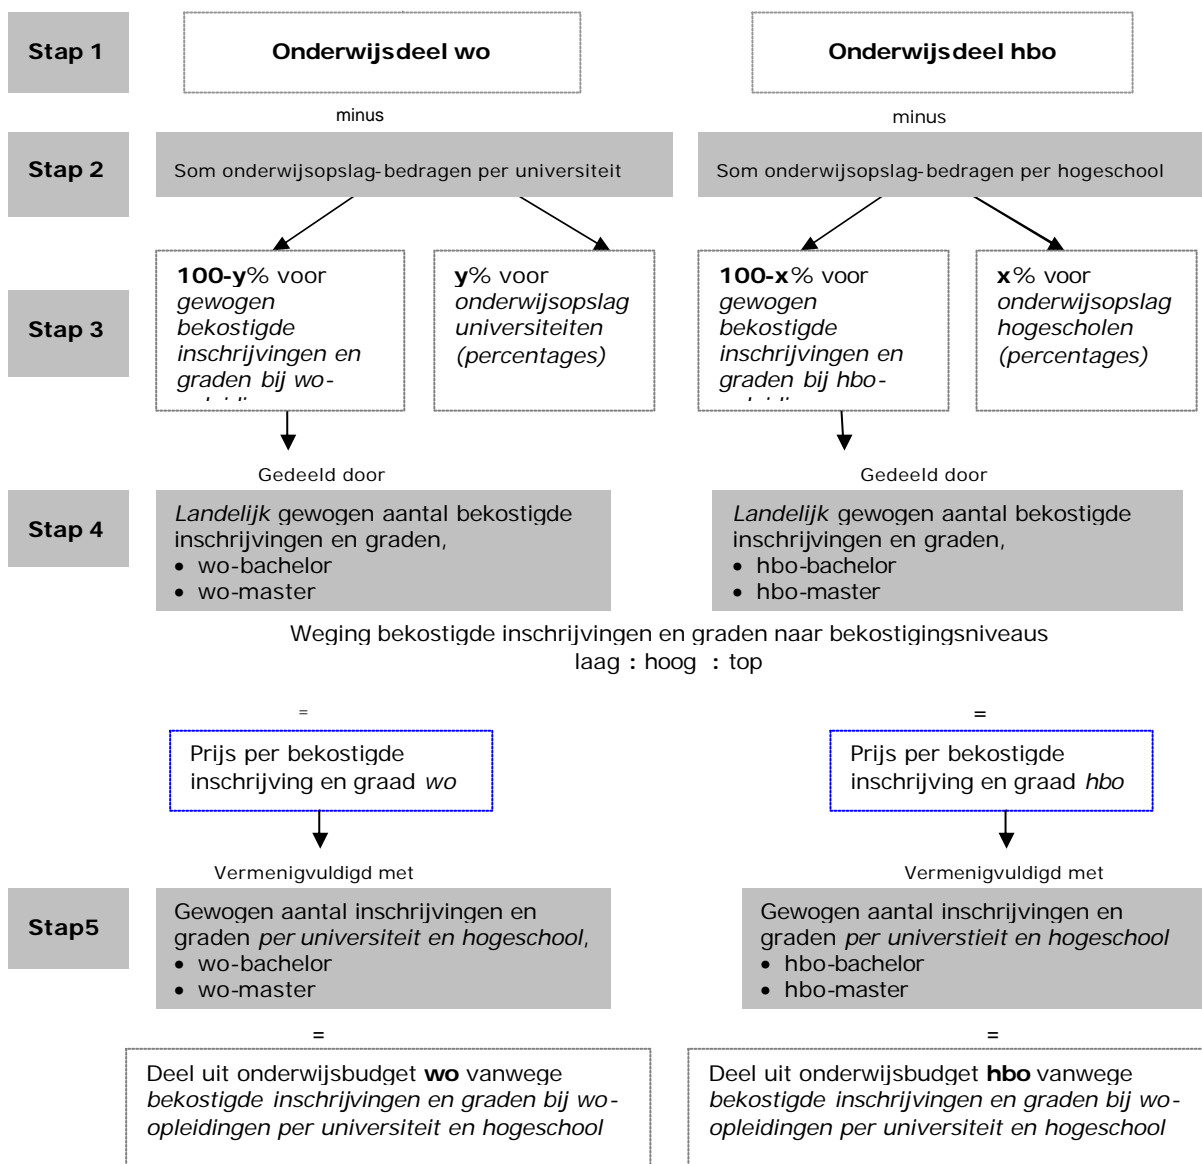 Stap 1
Onderwijsdeel wo
Onderwijsdeel hbo
minus
minus
Stap 2
Som onderwijsopslag-bedragen per universiteit
Som onderwijsopslag-bedragen per hogeschool
Stap 3
100-y% voor
gewogen
bekostigde
inschrijvingen en
graden bij wo-
y% voor
onderwijsopslag
universiteiten
(percentages)
100-x% voor
gewogen
bekostigde
inschrijvingen en
graden bij hbo-
x% voor
onderwijsopslag
hogescholen
(percentages)
Gedeeld door
Gedeeld door
Stap 4
Landelijk gewogen aantal bekostigde
inschrijvingen en graden,
• wo-bachelor
• wo-master
Landelijk gewogen aantal bekostigde
inschrijvingen en graden,
• hbo-bachelor
• hbo-master
Weging bekostigde inschrijvingen en graden naar bekostigingsniveaus
laag : hoog : top
=
=
Prijs per bekostigde
inschrijving en graad wo
Prijs per bekostigde
inschrijving en graad hbo
Vermenigvuldigd met
Vermenigvuldigd met
Stap5
Gewogen aantal inschrijvingen en
graden per universiteit en hogeschool,
• wo-bachelor
• wo-master
Gewogen aantal inschrijvingen en
graden per universtieit en hogeschool
• hbo-bachelor
• hbo-master
=
=
Deel uit onderwijsbudget wo vanwege
bekostigde inschrijvingen en graden bij wo-
opleidingen per universiteit en hogeschool
Deel uit onderwijsbudget hbo vanwege
bekostigde inschrijvingen en graden bij wo-
opleidingen per universiteit en hogeschool